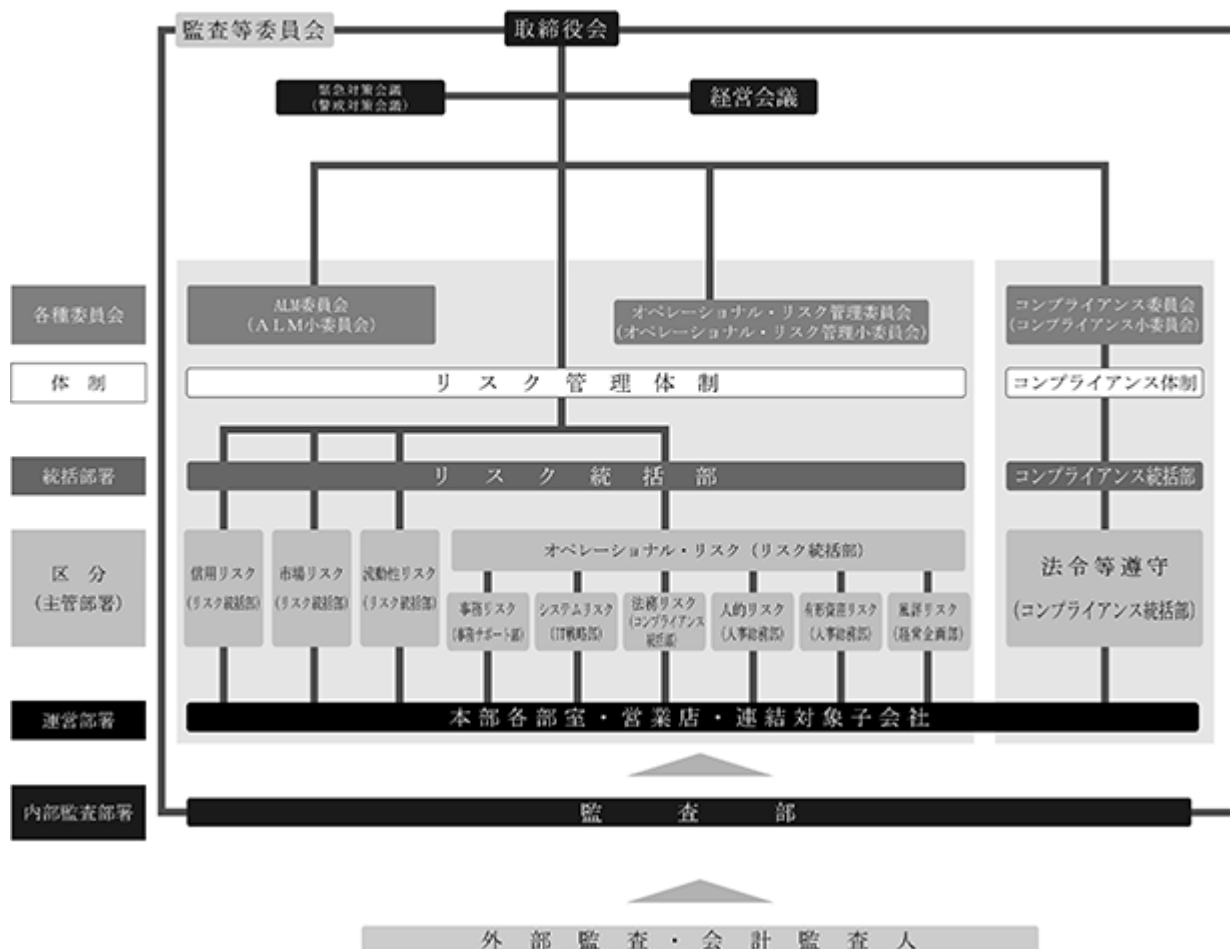 監査等委員会
取締役会
緊急対策会議
(警戒対策会議)
経営会議
各種委員会
ALM委員会
(ALM小委員会)
オペレーショナル・リスク管理委員会
(オペレーショナル・リスク管理小委員会)
コンプライアンス委員会
(コンプライアンス小委員会)
体制
リスク管理体制
コンプライアンス体制
統括部署
リスク統括部
コンプライアンス統括部
区分
(主管部署)
信用リスク
(リスク統括部)
市場リスク
(リスク統括部)
流動性リスク
(リスク統括部)
オペレーショナル・リスク(リスク統括部)
事務リスク
(事務サポート部)
システムリスク
(IT戦略部)
法務リスク
(コンプライアンス
統括部)
人的リスク
(人事総務部)
有形資産リスク
(人事総務部)
風評リスク
(経営企画部)
法令等遵守
(コンプライアンス統括部)
運営部署
本部各部室・営業店・連結対象子会社
内部監査部署
監査部
外部監査・会計監査人